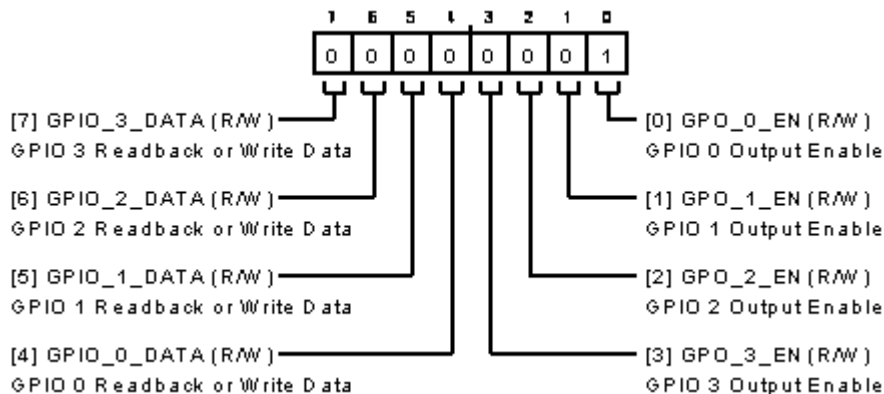 7 6 5 4 3 2 1 0
0 0 0 0 0 0 0 1
[7] GPIO_3_DATA (R/W)
GPIO 3 Readback or Write Data
[6] GPIO_2_DATA (R/W)
GPIO 2 Readback or Write Data
[5] GPIO_1_DATA (R/W)
GPIO 1 Readback or Write Data
[4] GPIO_0_DATA (R/W)
GPIO 0 Readback or Write Data
[0] GPO_0_EN (R/W)
GPIO 0 Output Enable
[1] GPO_1_EN (R/W)
GPIO 1 Output Enable
[2] GPO_2_EN (R/W)
GPIO 2 Output Enable
[3] GPO_3_EN (R/W)
GPIO 3 Output Enable